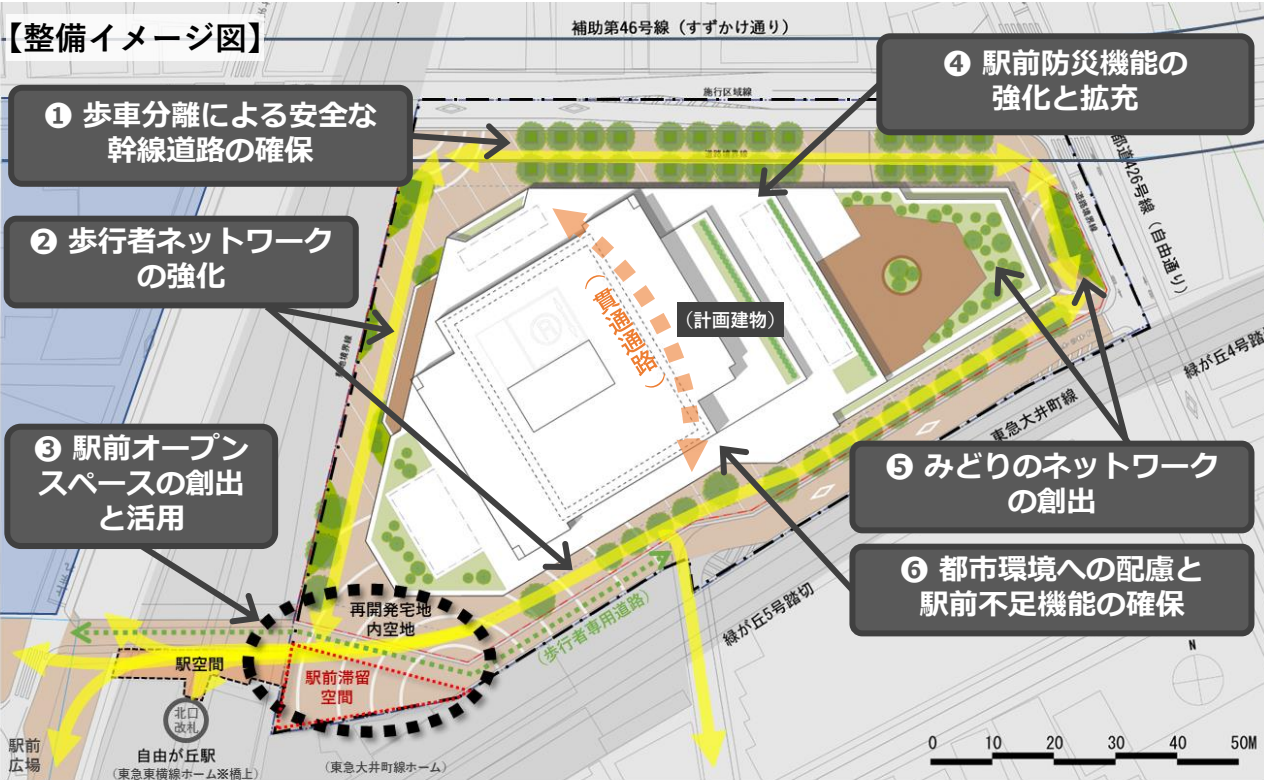 【整備イメージ図】
補助第46号線（すずかけ通り）
❶ 歩車分離による安全な
幹線道路の確保
❹ 駅前防災機能の
強化と拡充
施行区域線
道路境界線
都道426号線（自由通り）
道路境界線
❷ 歩行者ネットワーク
の強化
（貫通通路）
（計画建物）
R
緑が丘4号踏
東急大井町線
❸ 駅前オープン
スペースの創出
と活用
❺ みどりのネットワーク
の創出
❻ 都市環境への配慮と
駅前不足機能の確保
再開発宅地
内空地
（歩行者専用道路）
緑が丘5号踏切
駅空間
駅前滞留
空間
北口
改札
駅前
広場
自由が丘駅
（東急東横線ホーム※橋上）
（東急大井町線ホーム）
N
0 10 20 30 40 50M